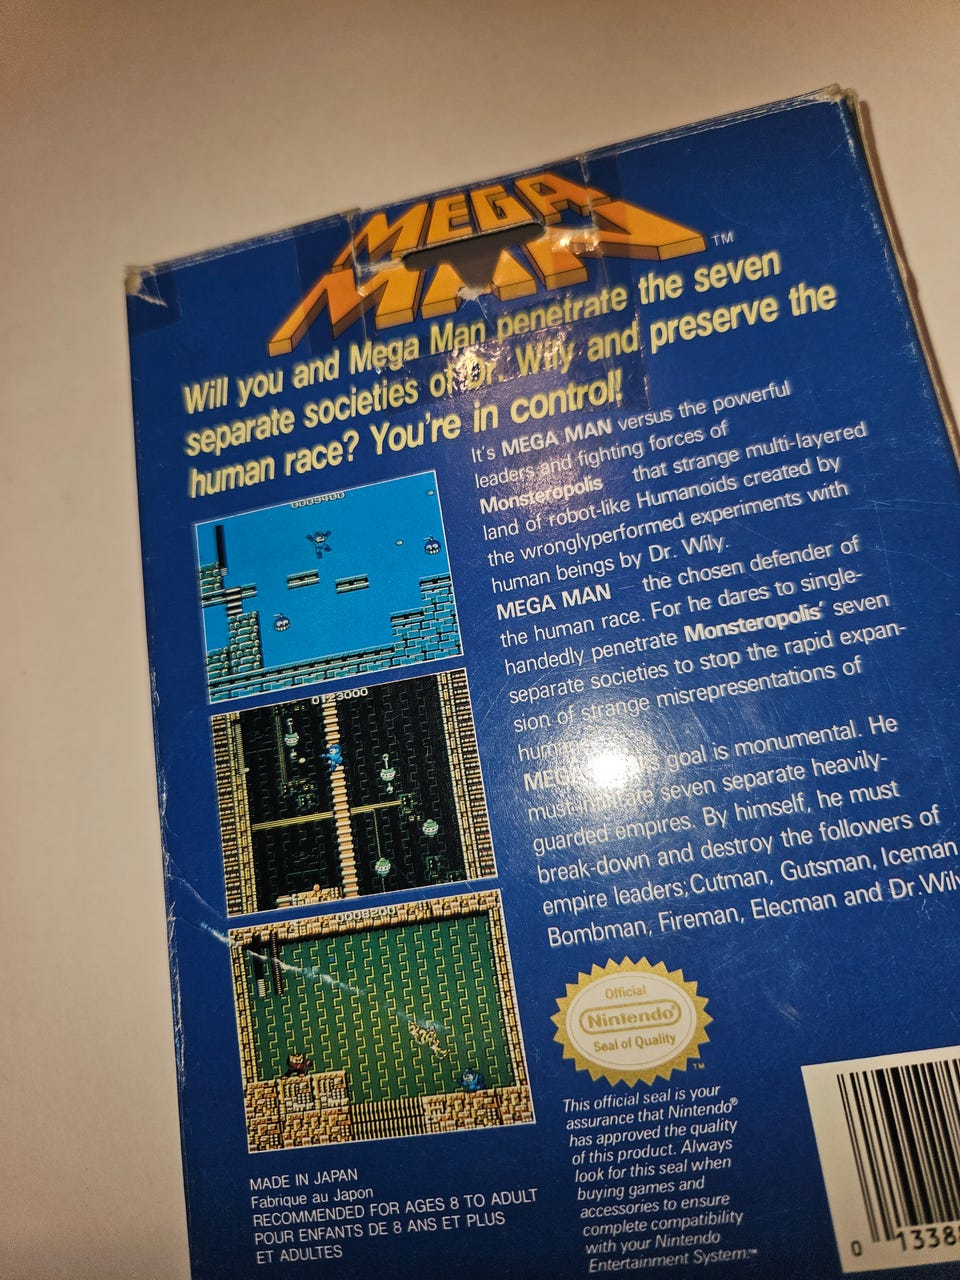 MEGA
MAN TM
Will you and Mega Man penetrate the seven
separate societies of Dr. Wily and preserve the
human race? You're in control!
It's MEGA MAN versus the powerful
leaders and fighting forces of
Monsteropolis that strange multi-layered
land of robot-like Humanoids created by
the wronglyperformed experiments with
human beings by Dr. Wily.
MEGA MAN the chosen defender of
the human race. For he dares to single-
handedly penetrate Monsteropolis' seven
separate societies to stop the rapid expan-
sion of strange misrepresentations of
goal is monumental. He
must seven separate heavily-
guarded empires. By himself, he must
break-down and destroy the followers of
empire leaders;Cutman, Gutsman, Iceman
Bombman, Fireman, Elecman and Dr.Wily
0009400
0123000
0008200
Official
Nintendo®
Seal of Quality
TM
This official seal is your
assurance that Nintendo®
has approved the quality
of this product. Always
look for this seal when
buying games and
accessories to ensure
complete compatibility
with your Nintendo
Entertainment System.™
MADE IN JAPAN
Fabrique au Japon
RECOMMENDED FOR AGES 8 TO ADULT
POUR ENFANTS DE 8 ANS ET PLUS
ET ADULTES
0 1338